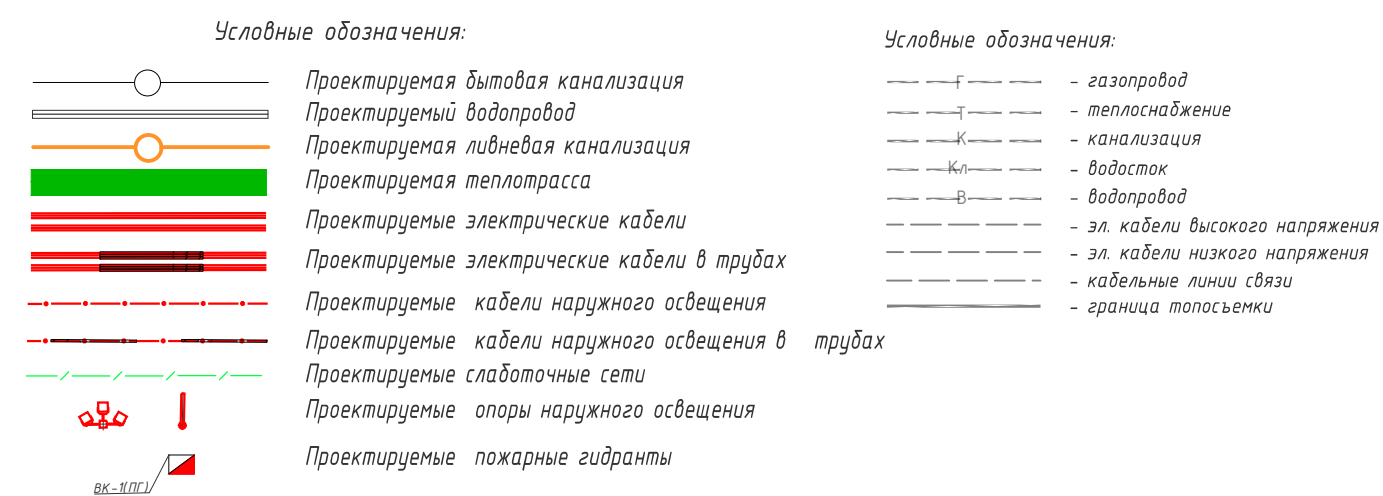 Условные обозначения:
Проектируемая бытовая канализация
Проектируемый водопровод
Проектируемая ливневая канализация
Проектируемая теплотрасса
Проектируемые электрические кабели
Проектируемые электрические кабели в трубах
Проектируемые кабели наружного освещения
Проектируемые кабели наружного освещения в трубах
Проектируемые слаботочные сети
Проектируемые опоры наружного освещения
Проектируемые пожарные гидранты
ВК-1(ПГ)
Условные обозначения:
Г - газопровод
Т - теплоснабжение
К - канализация
Кл - водосток
В - водопровод
- эл. кабели высокого напряжения
- эл. кабели низкого напряжения
- кабельные линии связи
- граница топосъемки